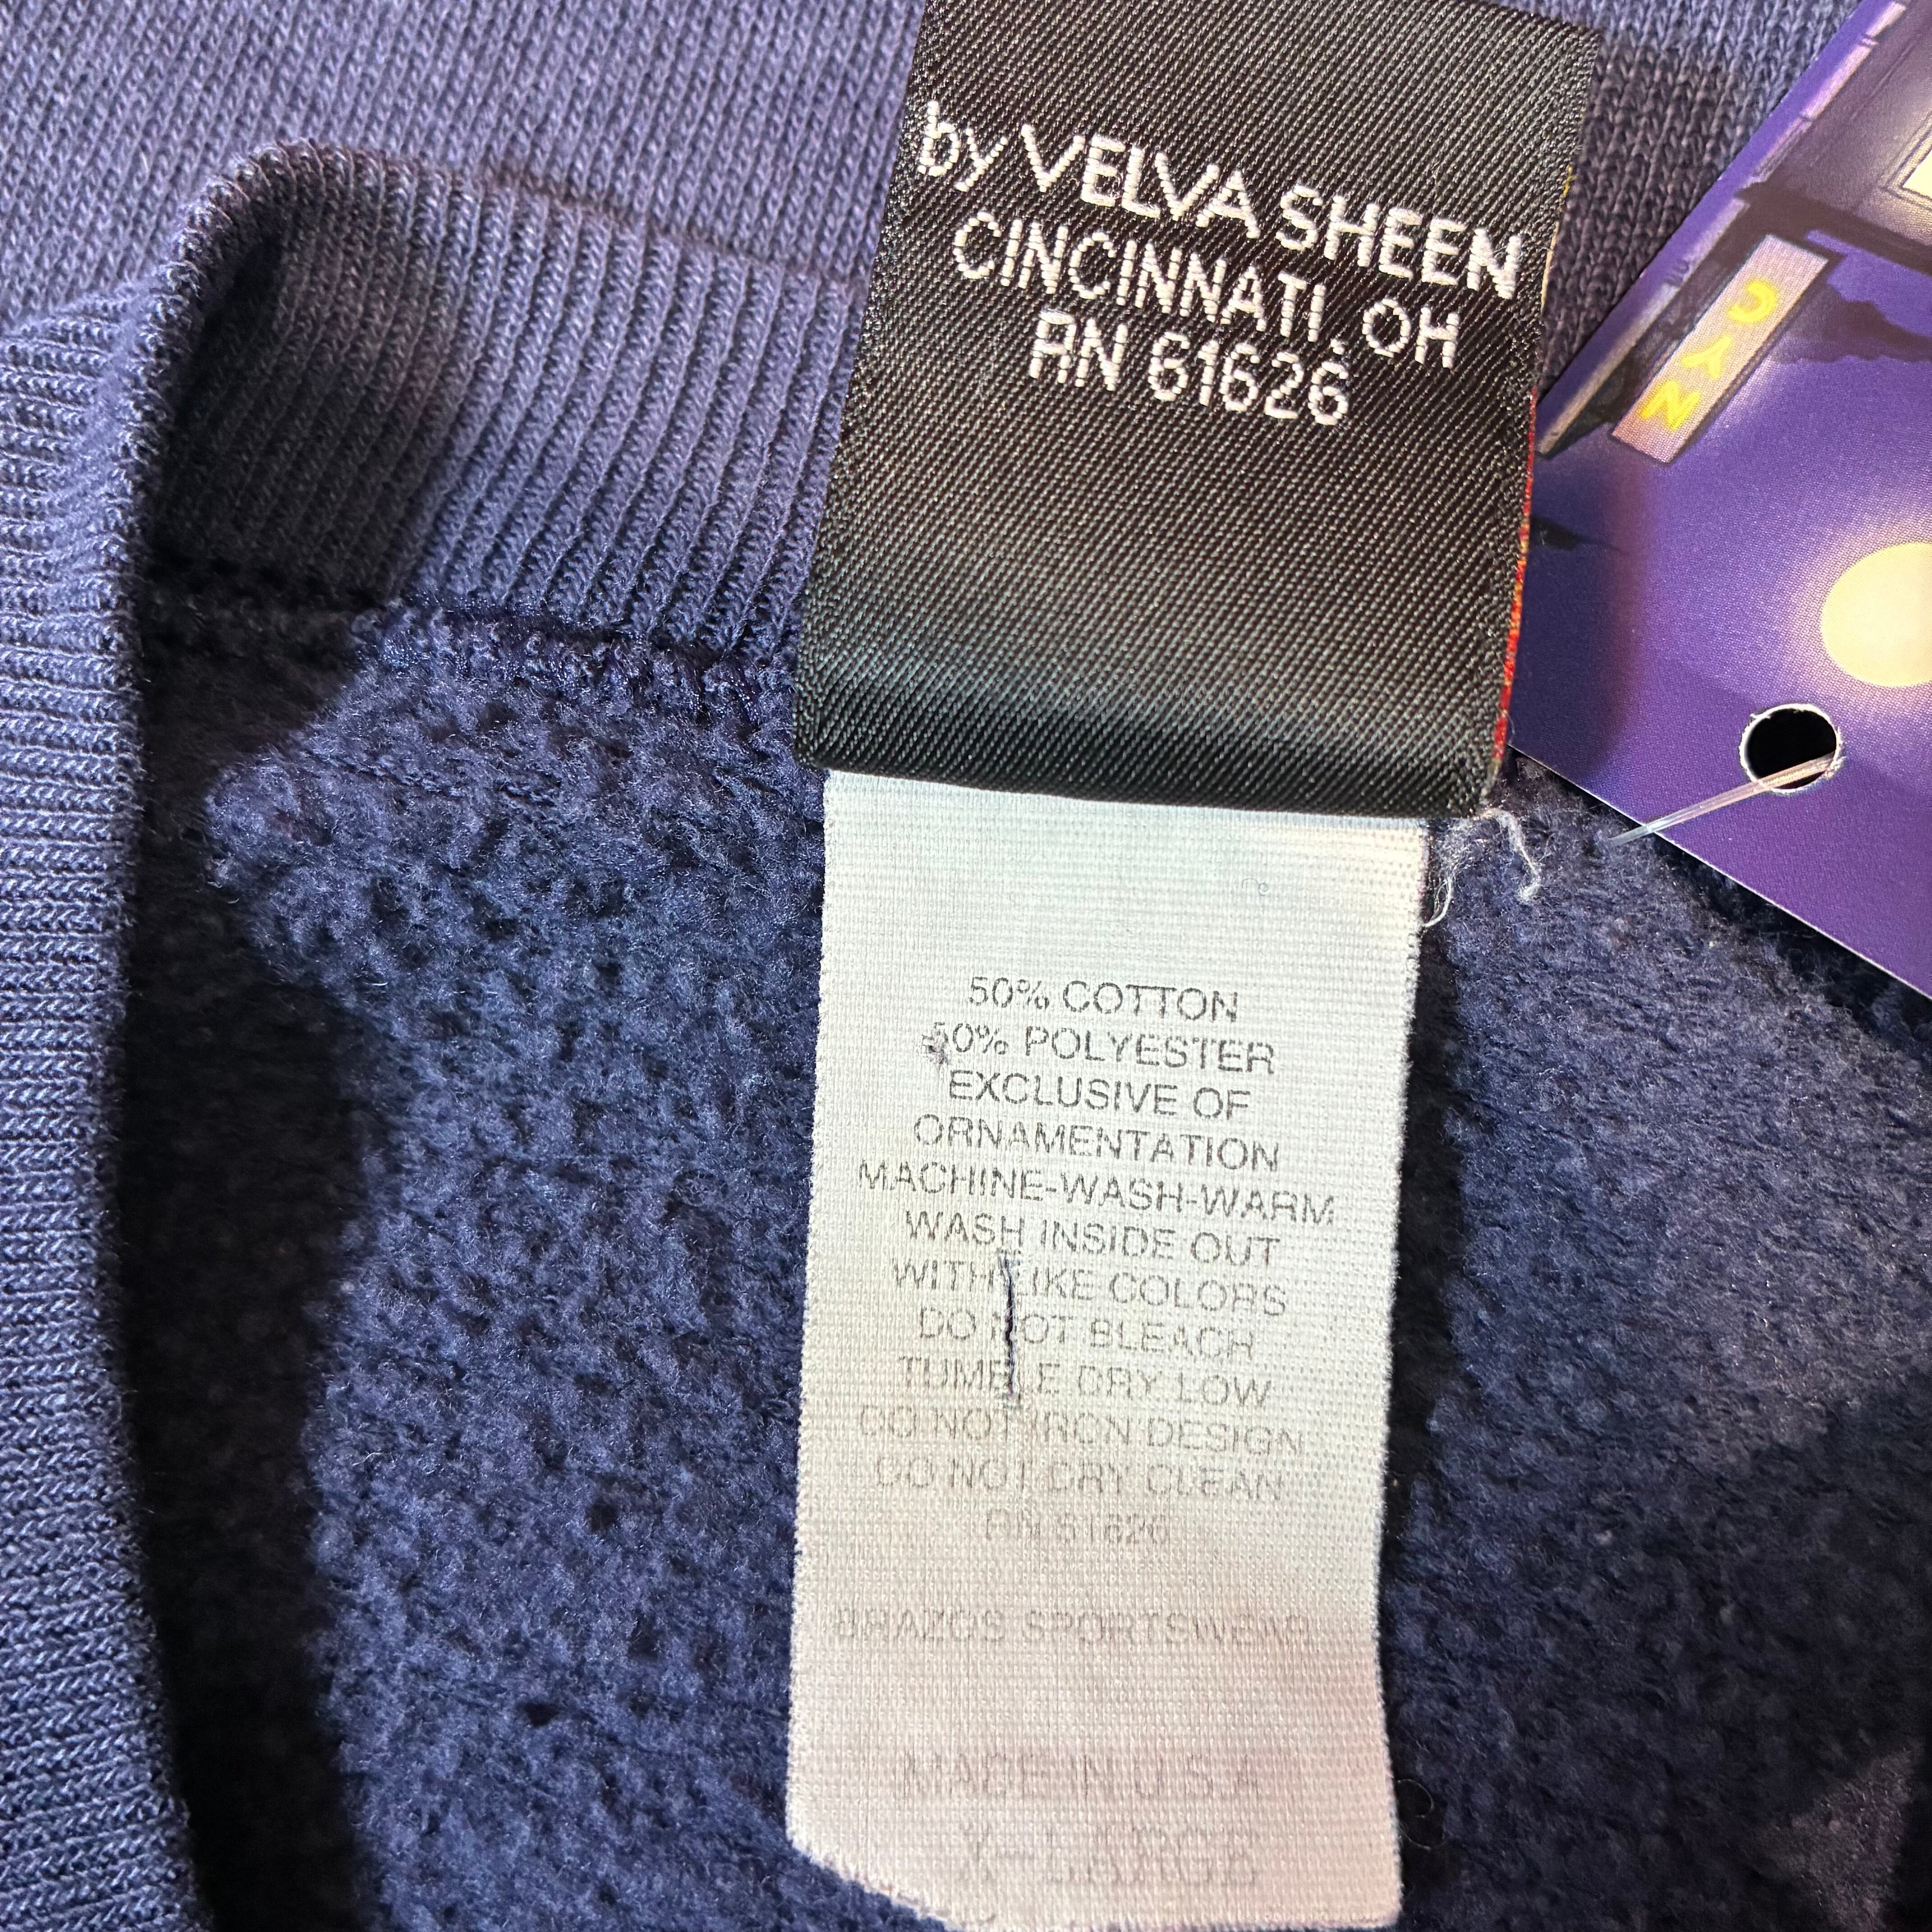 by VELVA SHEEN
CINCINNATI, OH
RN 61626
50% COTTON
50% POLYESTER
EXCLUSIVE OF
ORNAMENTATION
MACHINE-WASH-WARM
WASH INSIDE OUT
WITH LIKE COLORS
DO NOT BLEACH
TUMBLE DRY LOW
DO NOT IRON DESIGN
DO NOT DRY CLEAN
RN 61626
BRAZOS SPORTSWEAR
MADE IN U.S.A
X-LARGE